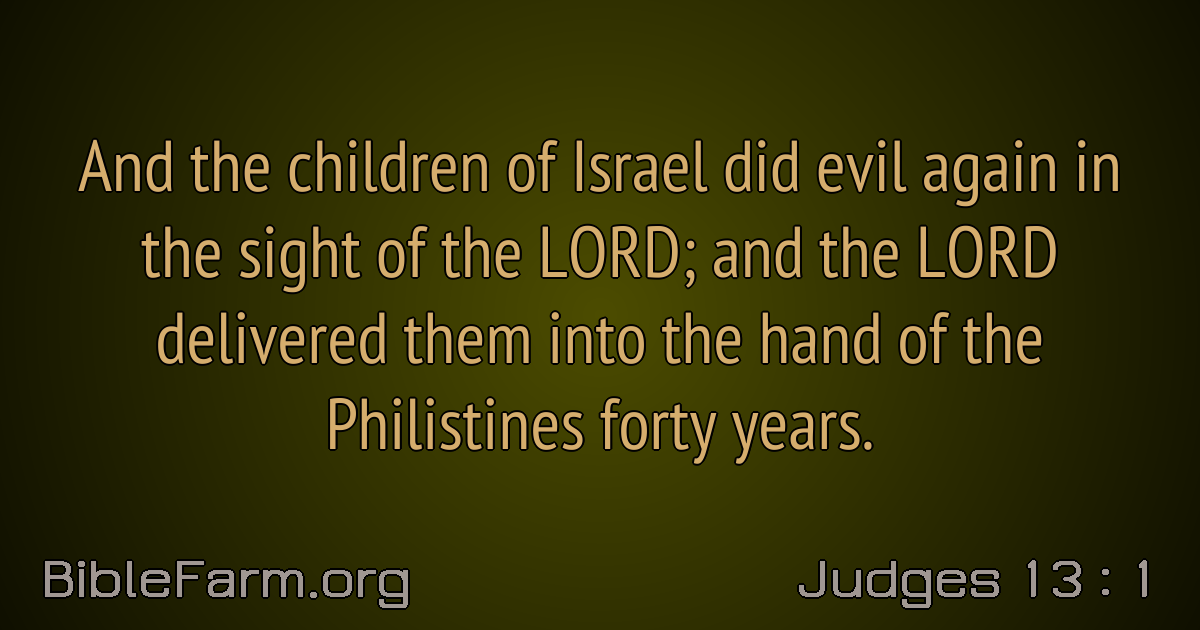 And the children of Israel did evil again in
the sight of the LORD; and the LORD
delivered them into the hand of the
Philistines forty years.
BibleFarm.org
Judges 13 : 1